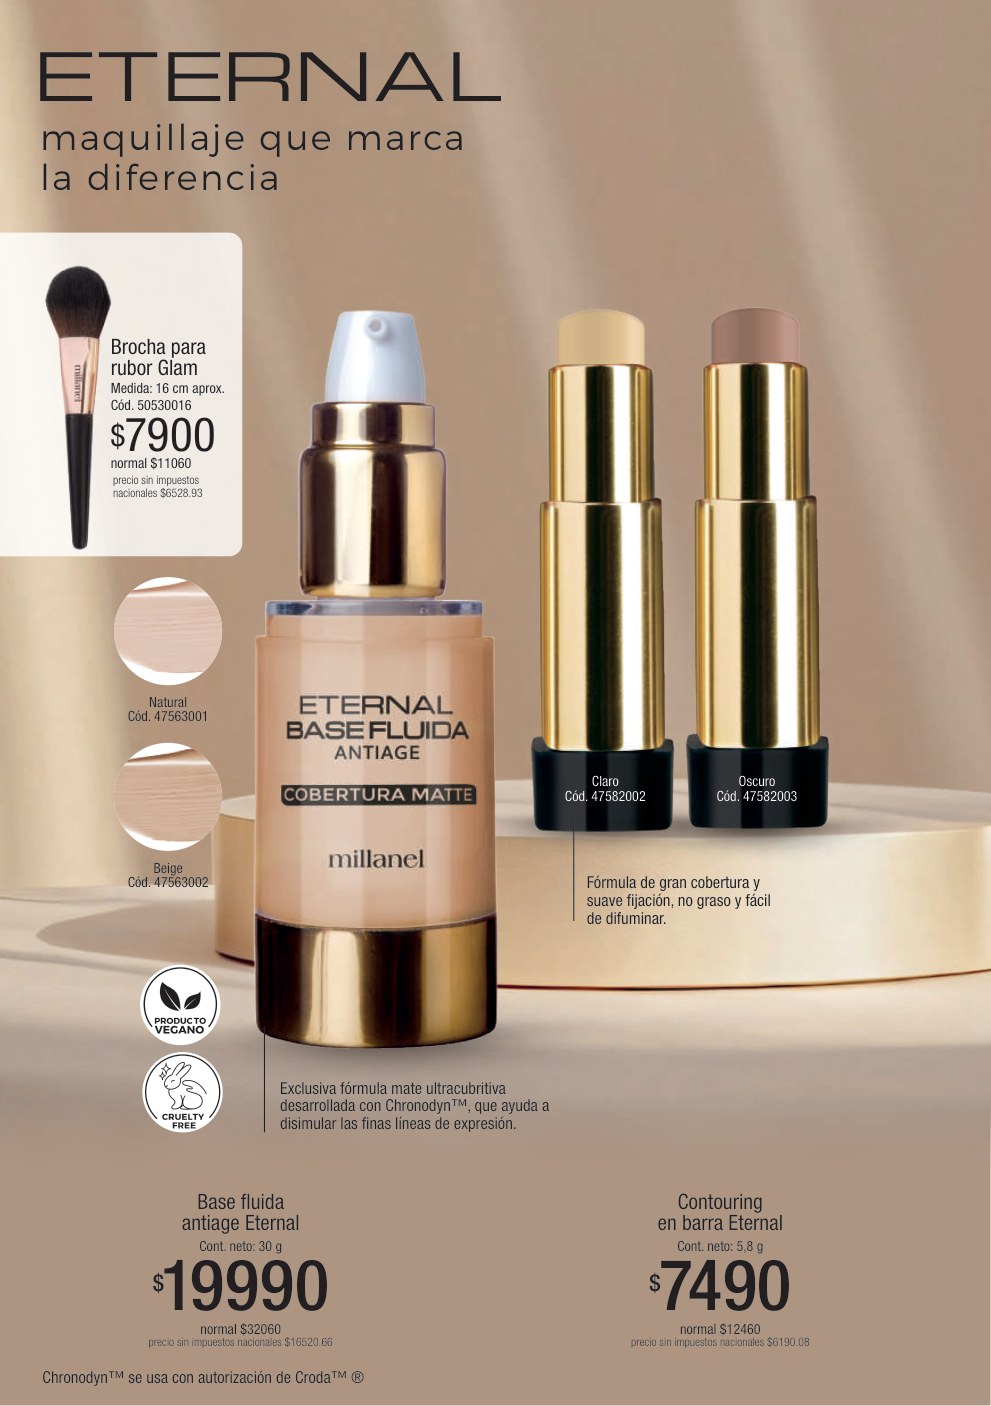 ETERNAL
maquillaje que marca
la diferencia
millanel
Brocha para
rubor Glam
Medida: 16 cm aprox.
Cód. 50530016
$7900
normal $11060
precio sin impuestos
nacionales $6528.93
Natural
Cód. 47563001
Beige
Cód. 47563002
ETERNAL
BASE FLUIDA
ANTIAGE
COBERTURA MATTE
millanel
Claro
Cód. 47582002
Oscuro
Cód. 47582003
Fórmula de gran cobertura y
suave fijación, no graso y fácil
de difuminar.
PRODUCTO
VEGANO
CRUELTY
FREE
Exclusiva fórmula mate ultracubritiva
desarrollada con Chronodyn™, que ayuda a
disimular las finas líneas de expresión.
Base fluida
antiage Eternal
Cont. neto: 30 g
$19990
normal $32060
precio sin impuestos nacionales $16520.66
Contouring
en barra Eternal
Cont. neto: 5,8 g
$7490
normal $12460
precio sin impuestos nacionales $6190.08
Chronodyn™ se usa con autorización de Croda™ ®